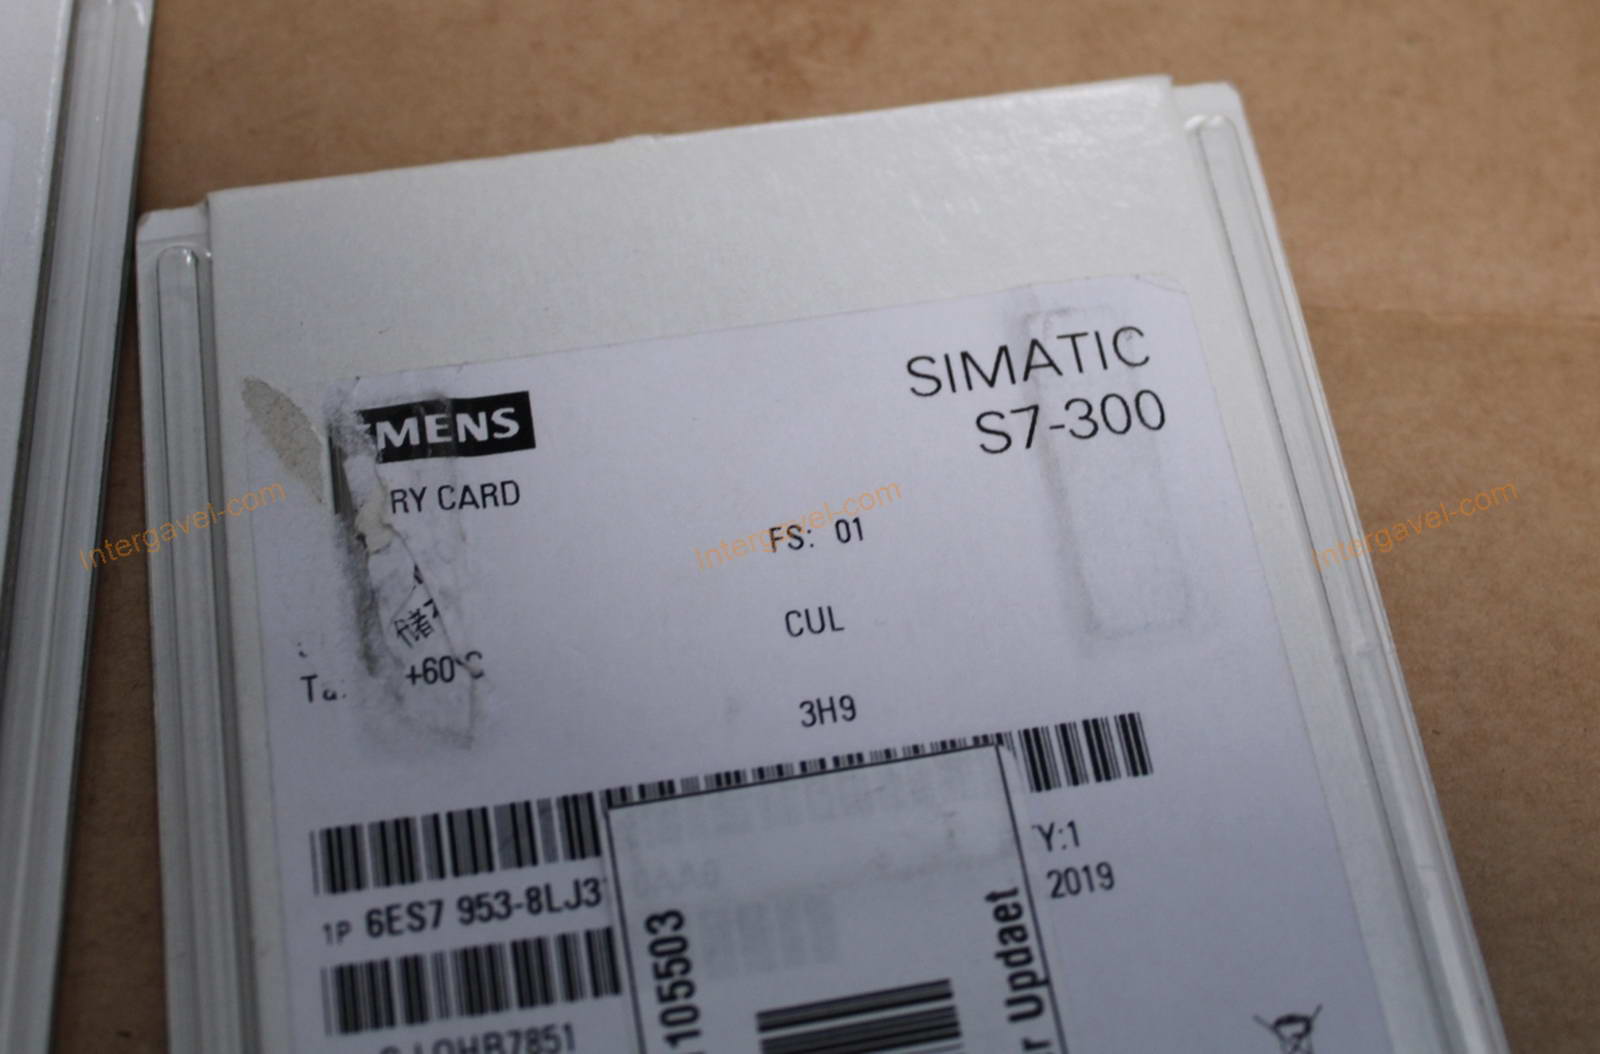 SIMATIC
S7-300
MENS
RY CARD
FS: 01
CUL
储
+60°C
3H9
Y:1
2019
1P 6ES7 953-8LJ3
105503
r Updaet
Intergavel-com
Intergavel-com
Intergavel-com